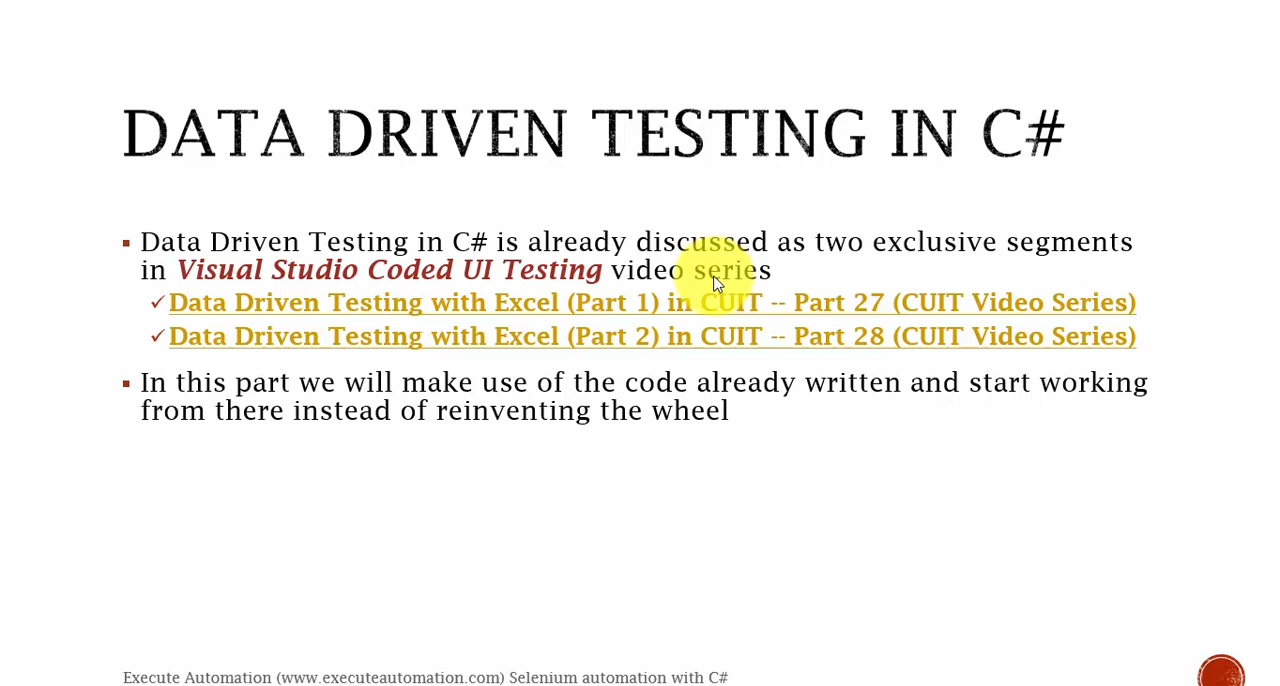 DATA DRIVEN TESTING IN C#
Data Driven Testing in C# is already discussed as two exclusive segments
in Visual Studio Coded UI Testing video series
Data Driven Testing with Excel (Part 1) in CUIT -- Part 27 (CUIT Video Series)
Data Driven Testing with Excel (Part 2) in CUIT -- Part 28 (CUIT Video Series)
In this part we will make use of the code already written and start working
from there instead of reinventing the wheel
Execute Automation (www.executeautomation.com) Selenium automation with C#